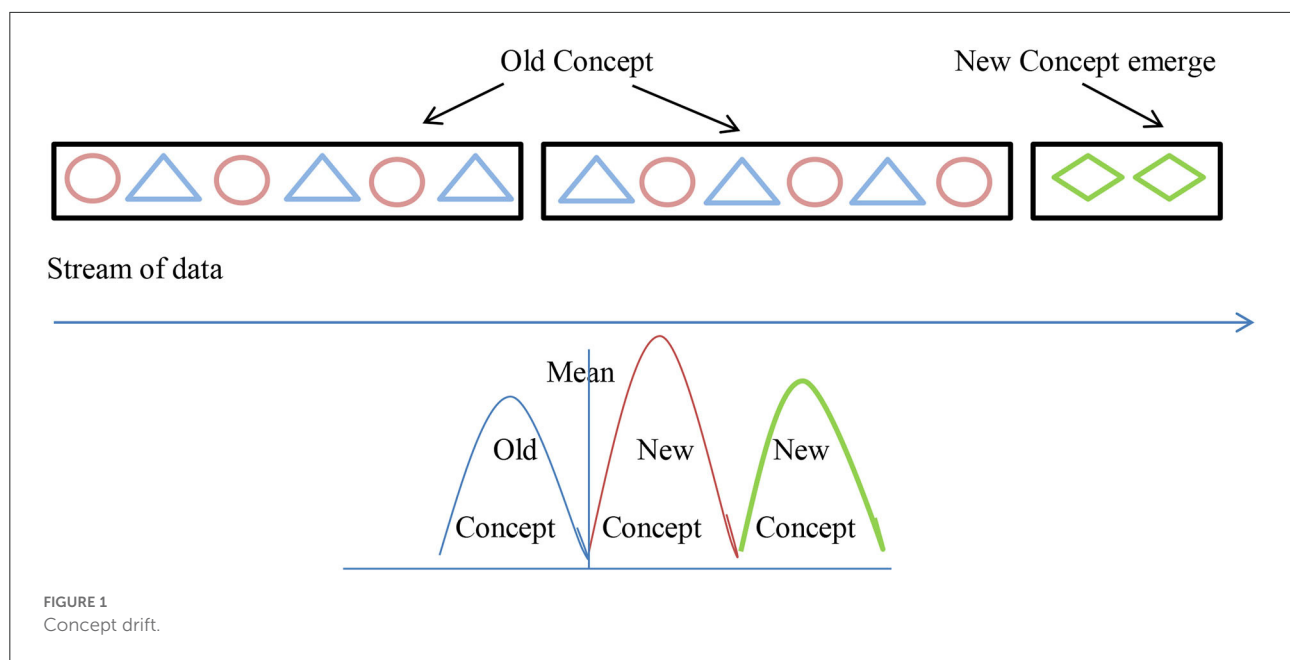 Old Concept
New Concept emerge
Stream of data
Mean
Old
New
New
Concept
Concept
Concept
FIGURE 1
Concept drift.